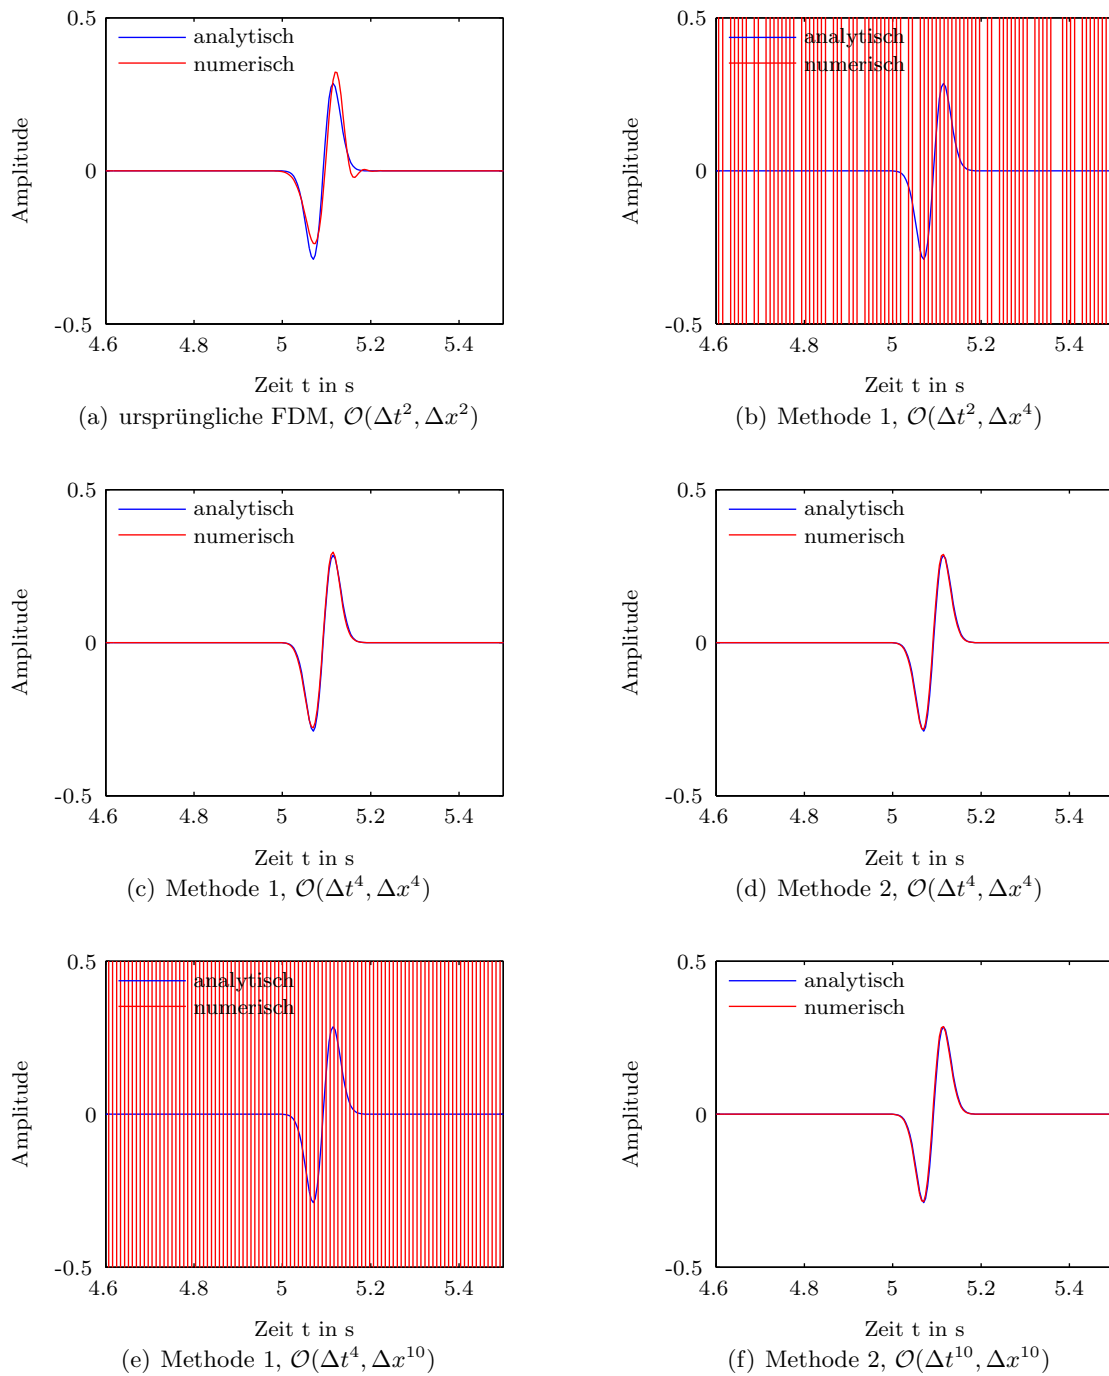 0.5
analytisch
numerisch
Amplitude
0
-0.5
4.6 4.8 5 5.2 5.4
Zeit t in s
(a) ursprüngliche FDM, 𝒪(Δt², Δx²)
0.5
analytisch
numerisch
Amplitude
0
-0.5
4.6 4.8 5 5.2 5.4
Zeit t in s
(b) Methode 1, 𝒪(Δt², Δx⁴)
0.5
analytisch
numerisch
Amplitude
0
-0.5
4.6 4.8 5 5.2 5.4
Zeit t in s
(c) Methode 1, 𝒪(Δt⁴, Δx⁴)
0.5
analytisch
numerisch
Amplitude
0
-0.5
4.6 4.8 5 5.2 5.4
Zeit t in s
(d) Methode 2, 𝒪(Δt⁴, Δx⁴)
0.5
analytisch
numerisch
Amplitude
0
-0.5
4.6 4.8 5 5.2 5.4
Zeit t in s
(e) Methode 1, 𝒪(Δt⁴, Δx¹⁰)
0.5
analytisch
numerisch
Amplitude
0
-0.5
4.6 4.8 5 5.2 5.4
Zeit t in s
(f) Methode 2, 𝒪(Δt¹⁰, Δx¹⁰)